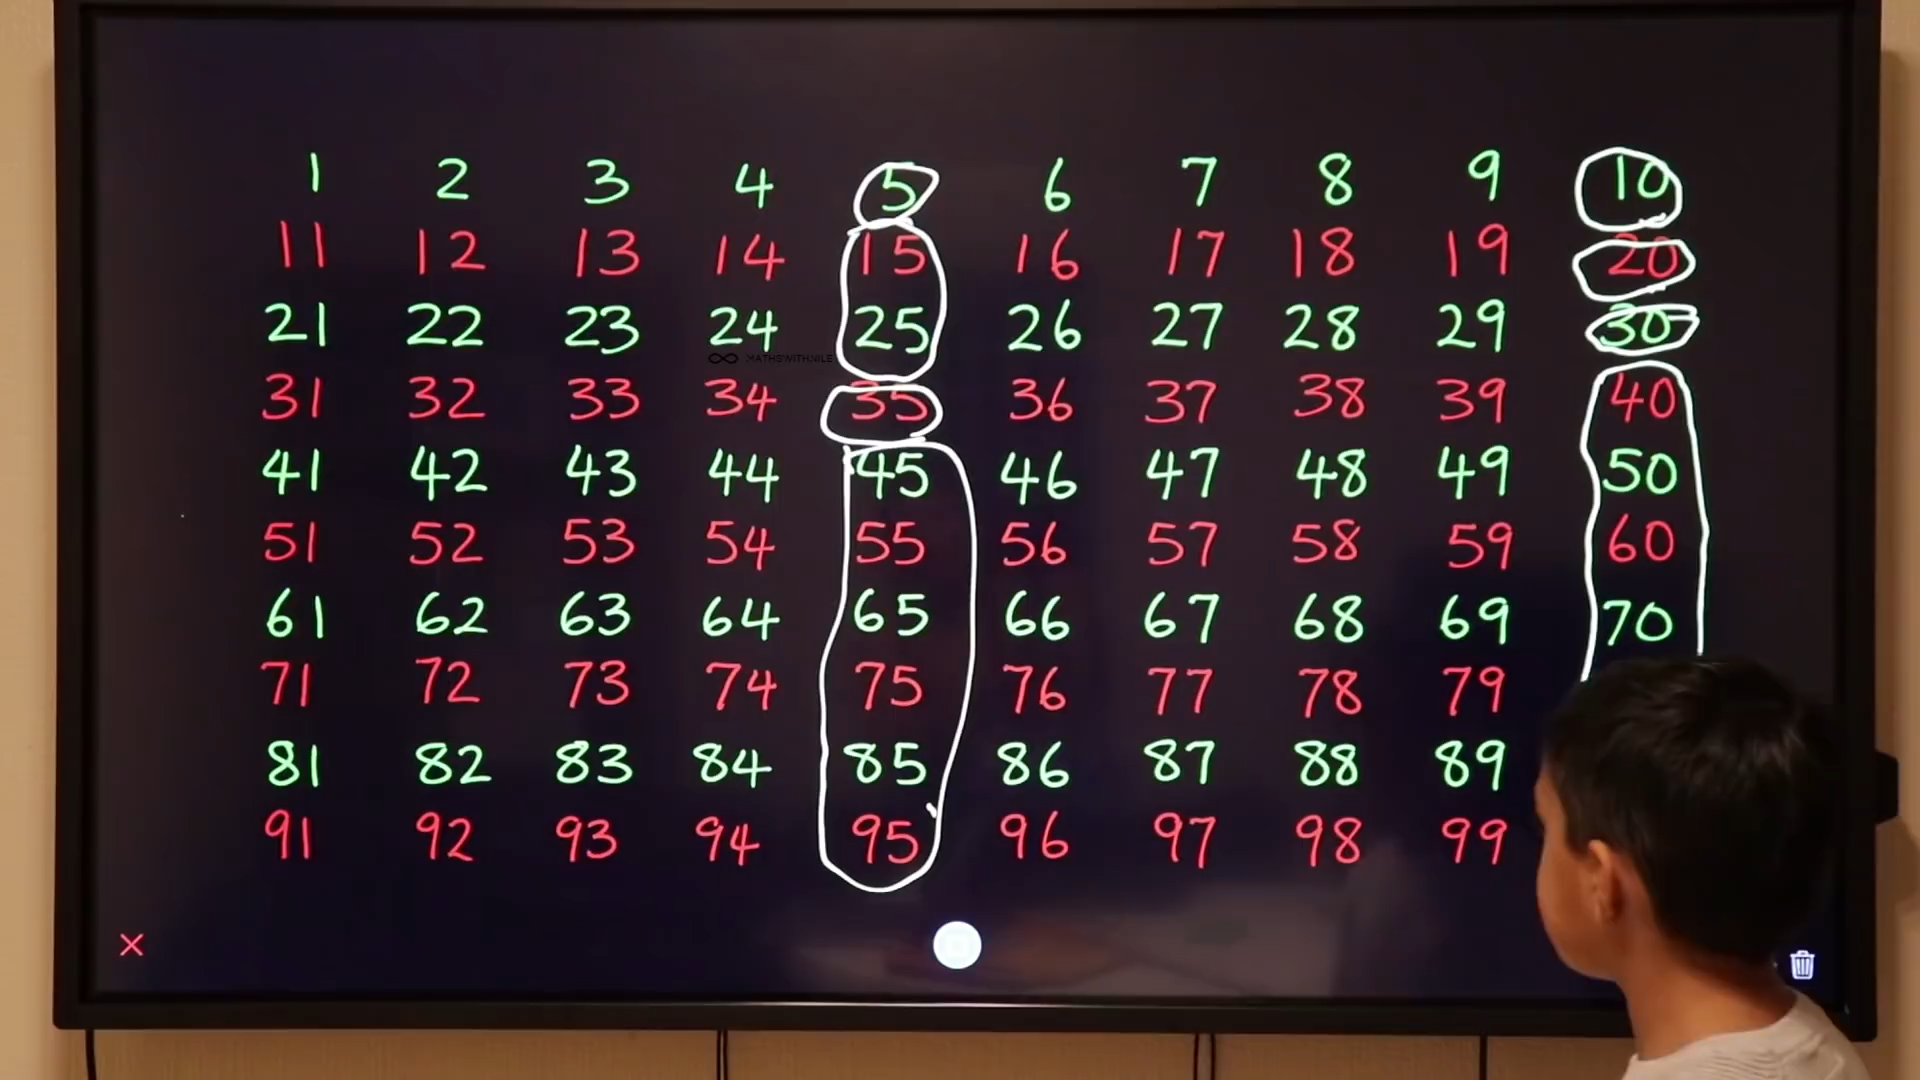 1 2 3 4 5 6 7 8 9 10
11 12 13 14 15 16 17 18 19 20
21 22 23 24 25 26 27 28 29 30
MATHSWITHNILE
31 32 33 34 35 36 37 38 39 40
41 42 43 44 45 46 47 48 49 50
51 52 53 54 55 56 57 58 59 60
61 62 63 64 65 66 67 68 69 70
71 72 73 74 75 76 77 78 79
81 82 83 84 85 86 87 88 89
91 92 93 94 95 96 97 98 99